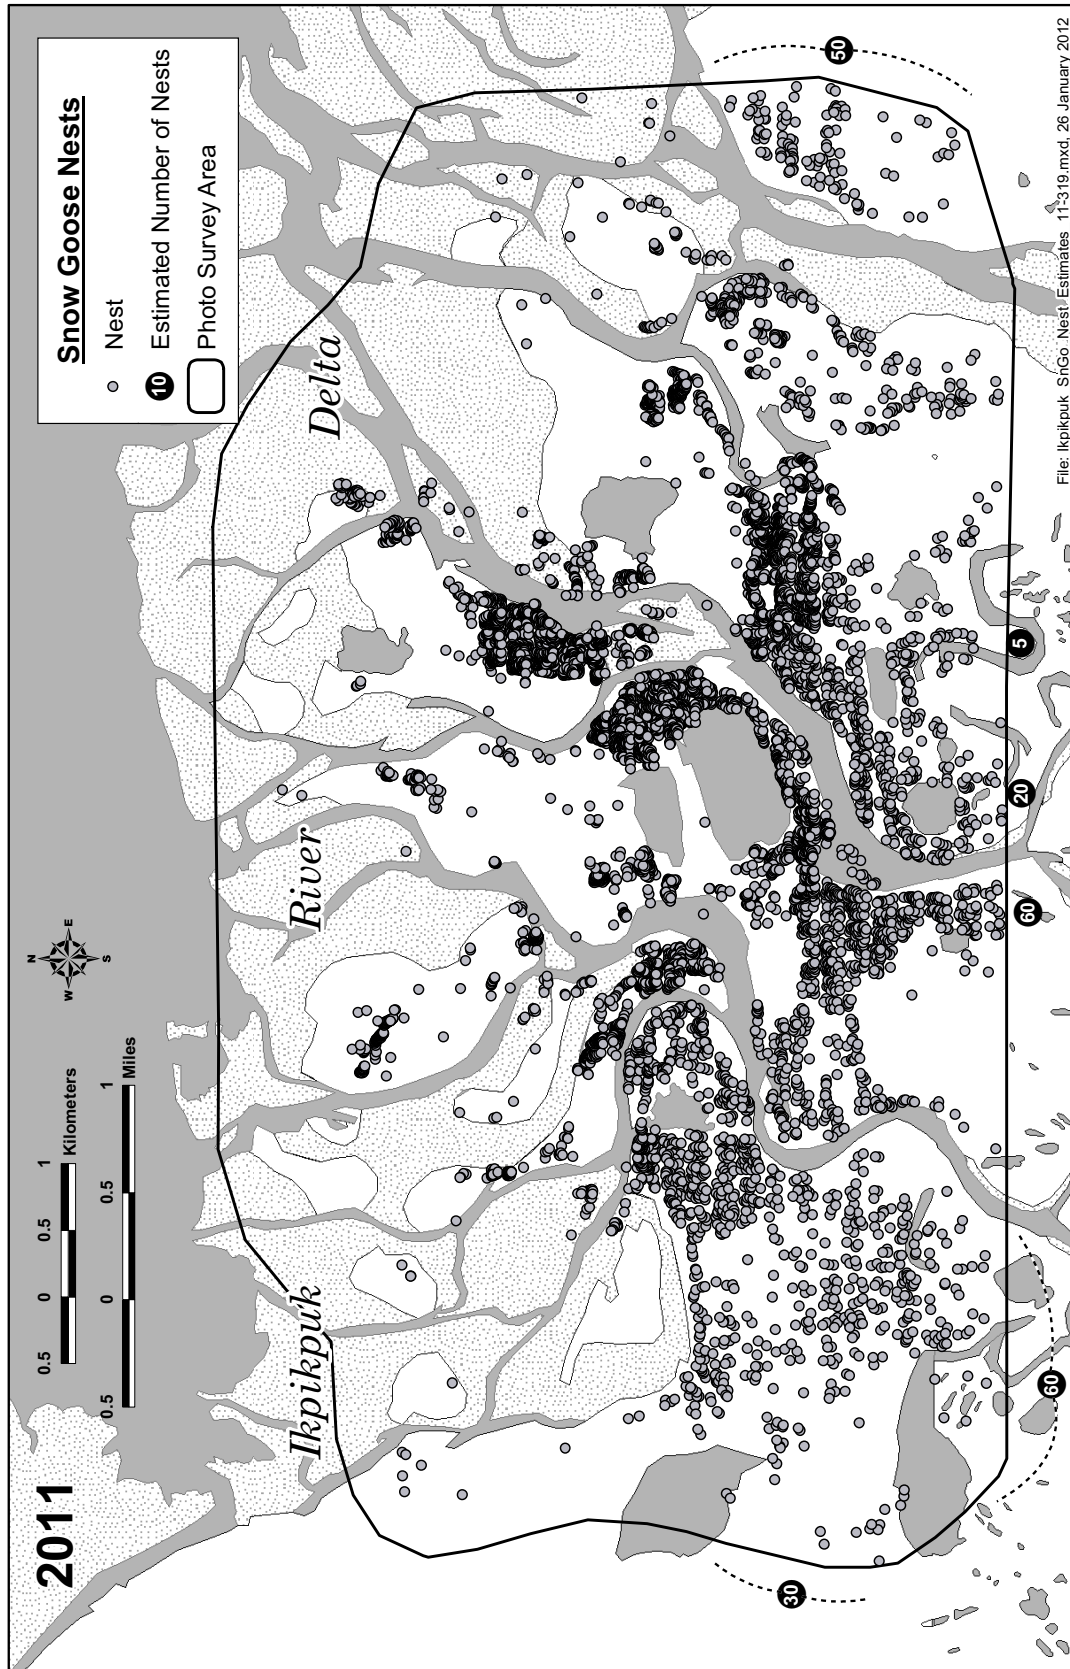 2011
Snow Goose Nests
Nest
10 Estimated Number of Nests
Photo Survey Area
0.5 0 0.5 1
Kilometers
0.5 0 0.5 1
Miles
N
W E
S
Ikpikpuk River Delta
30
60
60
20
5
50
File: Ikpikpuk_SnGo_Nest_Estimates_11-319.mxd, 26 January 2012